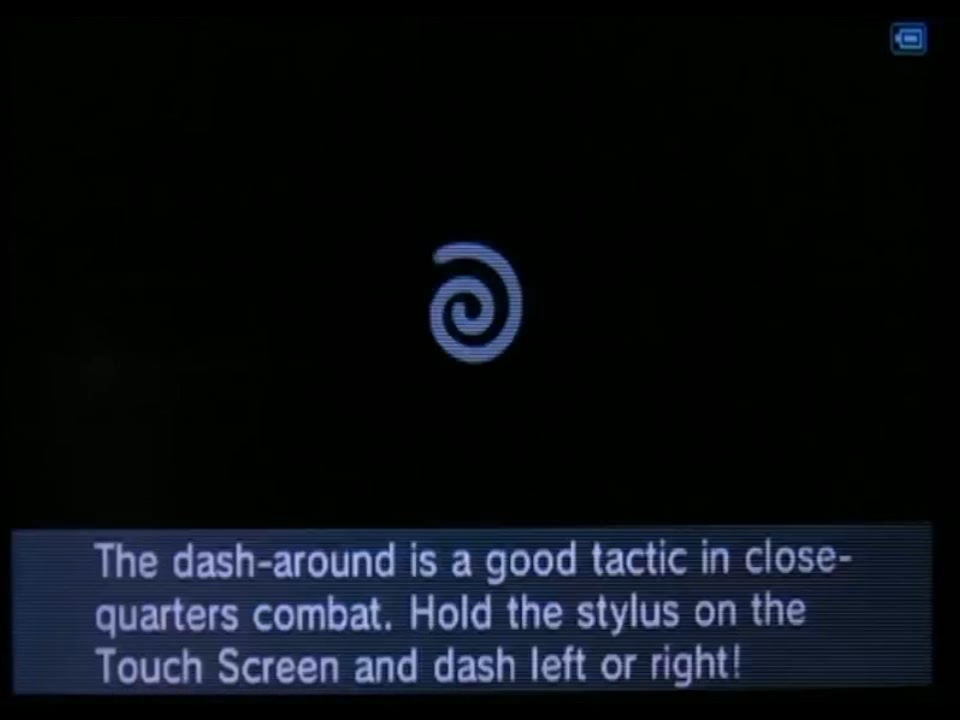 The dash-around is a good tactic in close-
quarters combat. Hold the stylus on the
Touch Screen and dash left or right!